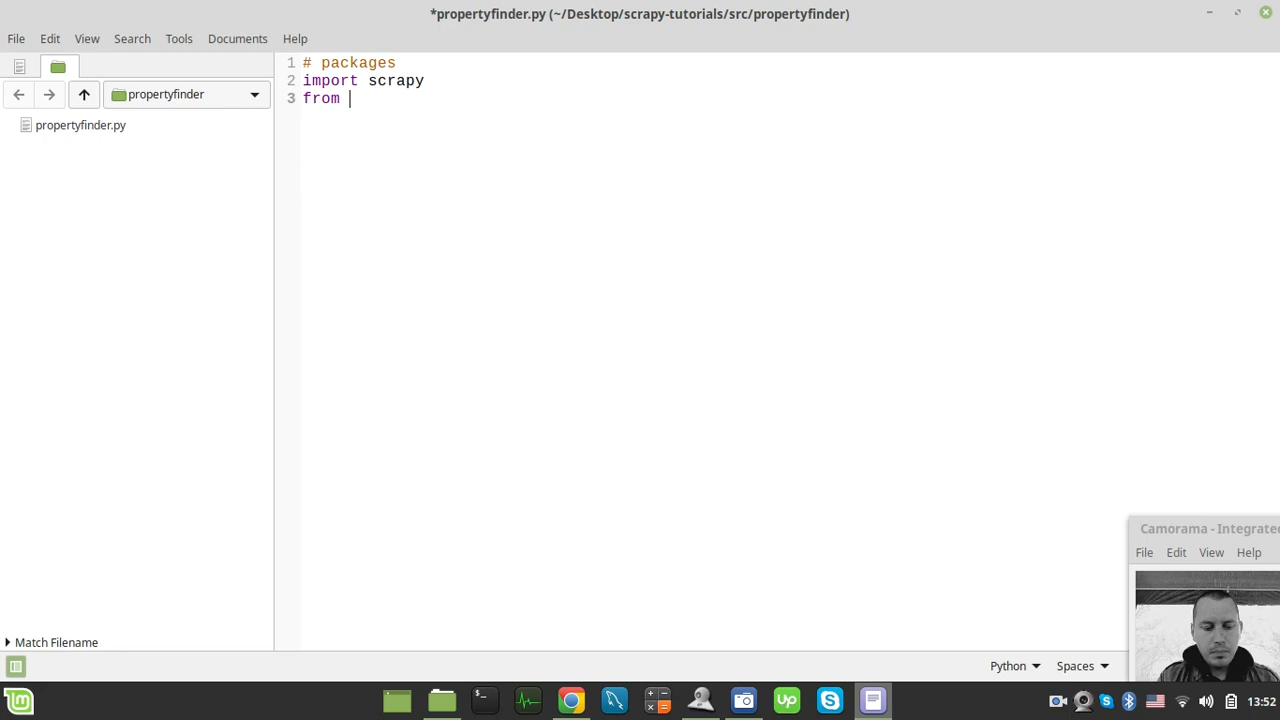 *propertyfinder.py (~/Desktop/scrapy-tutorials/src/propertyfinder)
File Edit View Search Tools Documents Help
propertyfinder
propertyfinder.py
Match Filename
1 # packages
2 import scrapy
3 from
Camorama - Integrated
File Edit View Help
Python Spaces
13:52